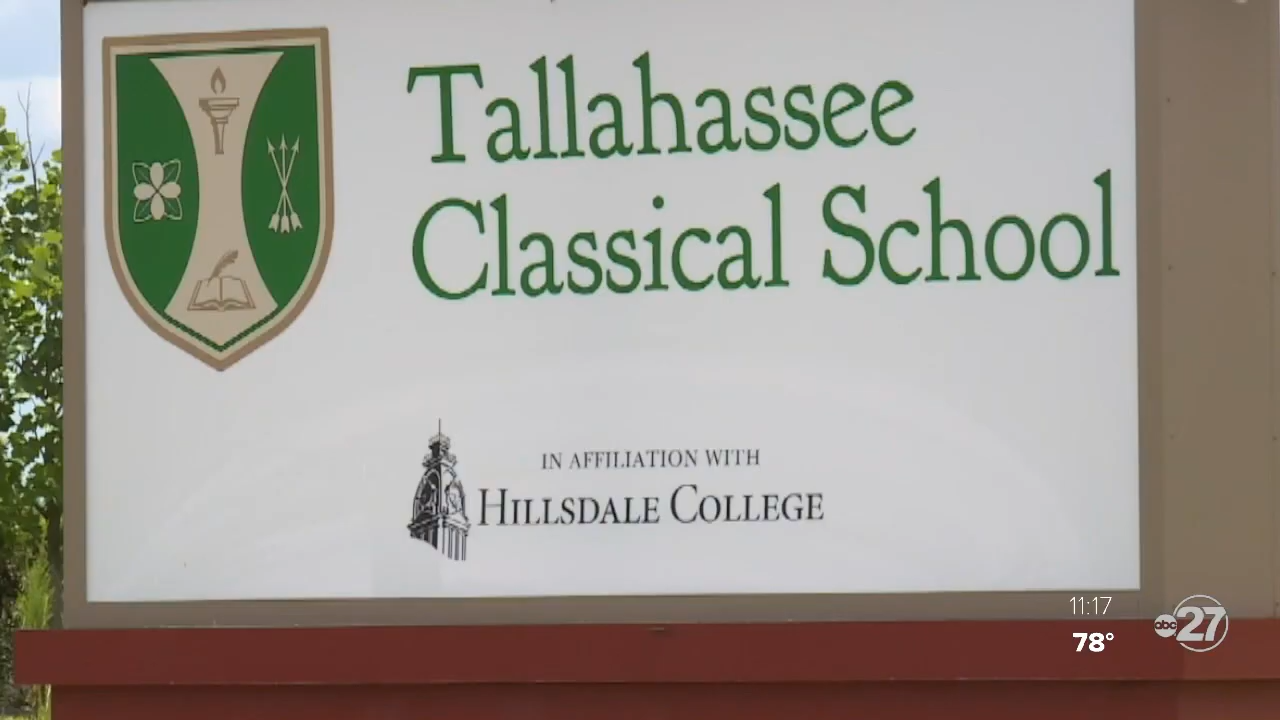 Tallahassee
Classical School
IN AFFILIATION WITH
HILLSDALE COLLEGE
11:17
abc 27
78°